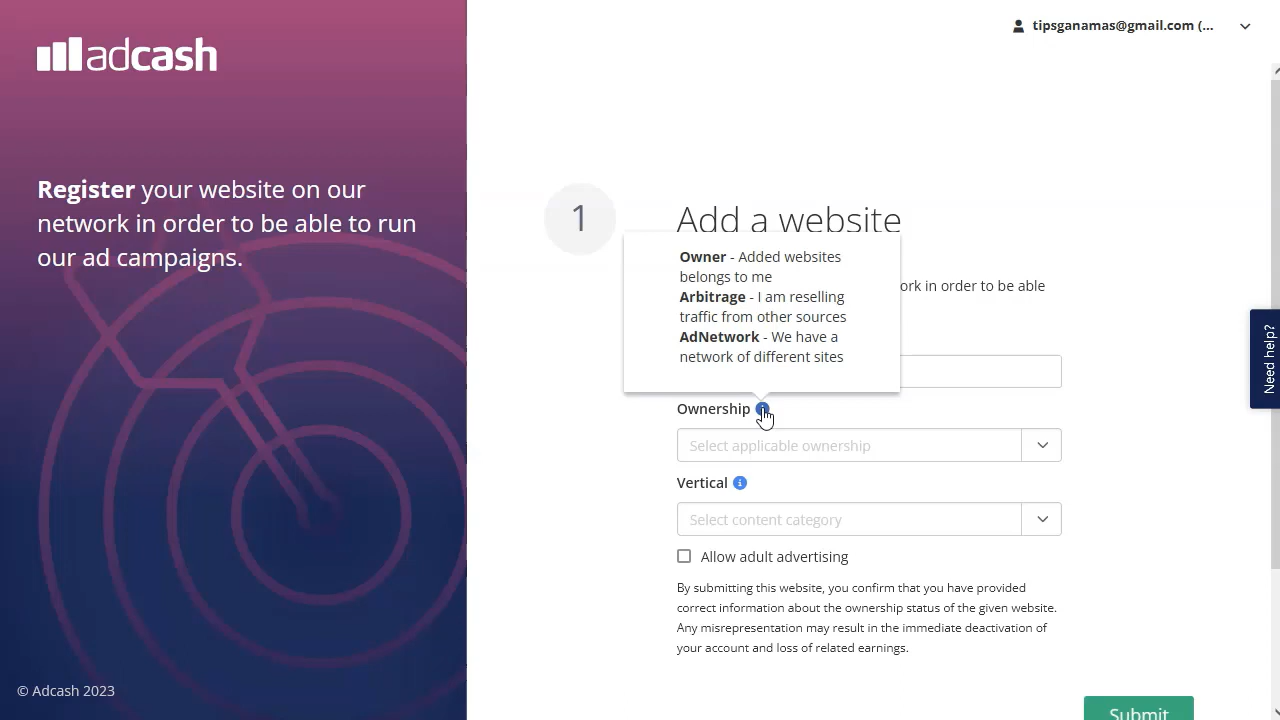 adcash
tipsganamas@gmail.com (...
Register your website on our
network in order to be able to run
our ad campaigns.
1
Add a website
Owner - Added websites
belongs to me
Arbitrage - I am reselling
traffic from other sources
AdNetwork - We have a
network of different sites
ork in order to be able
Need help?
Ownership
Select applicable ownership
Vertical
Select content category
Allow adult advertising
By submitting this website, you confirm that you have provided
correct information about the ownership status of the given website.
Any misrepresentation may result in the immediate deactivation of
your account and loss of related earnings.
© Adcash 2023
Submit